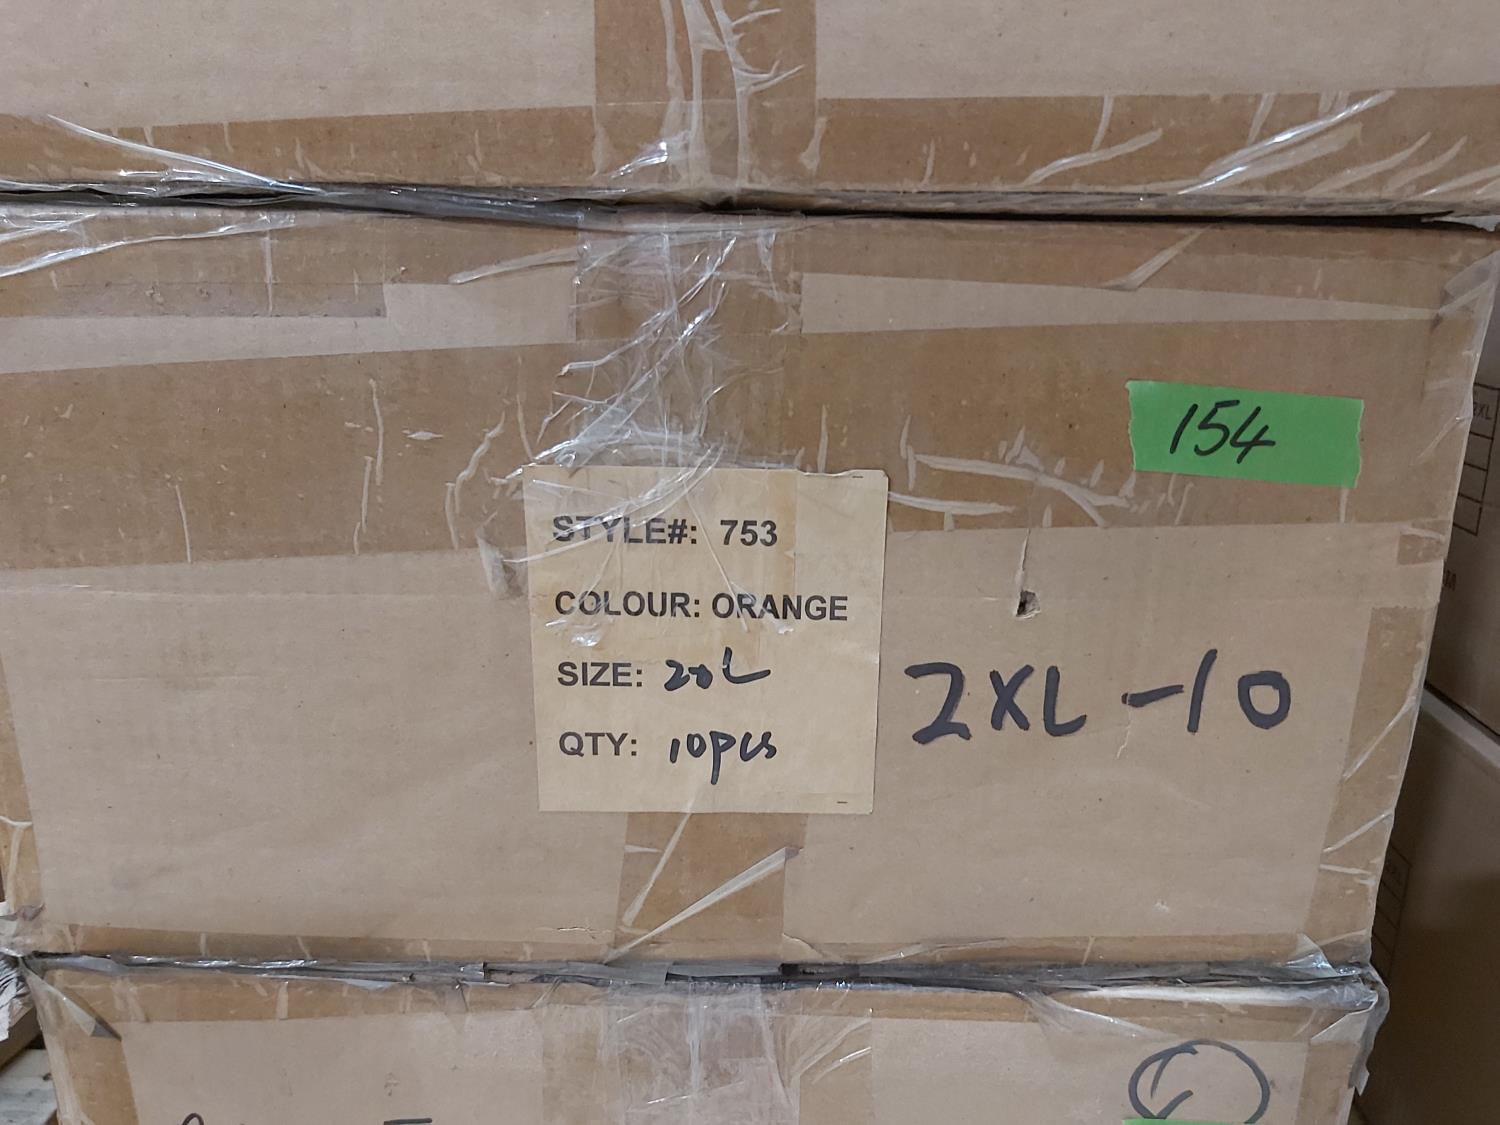 154
STYLE#: 753
COLOUR: ORANGE
SIZE: 2XL
QTY: 10pcs
2XL-10